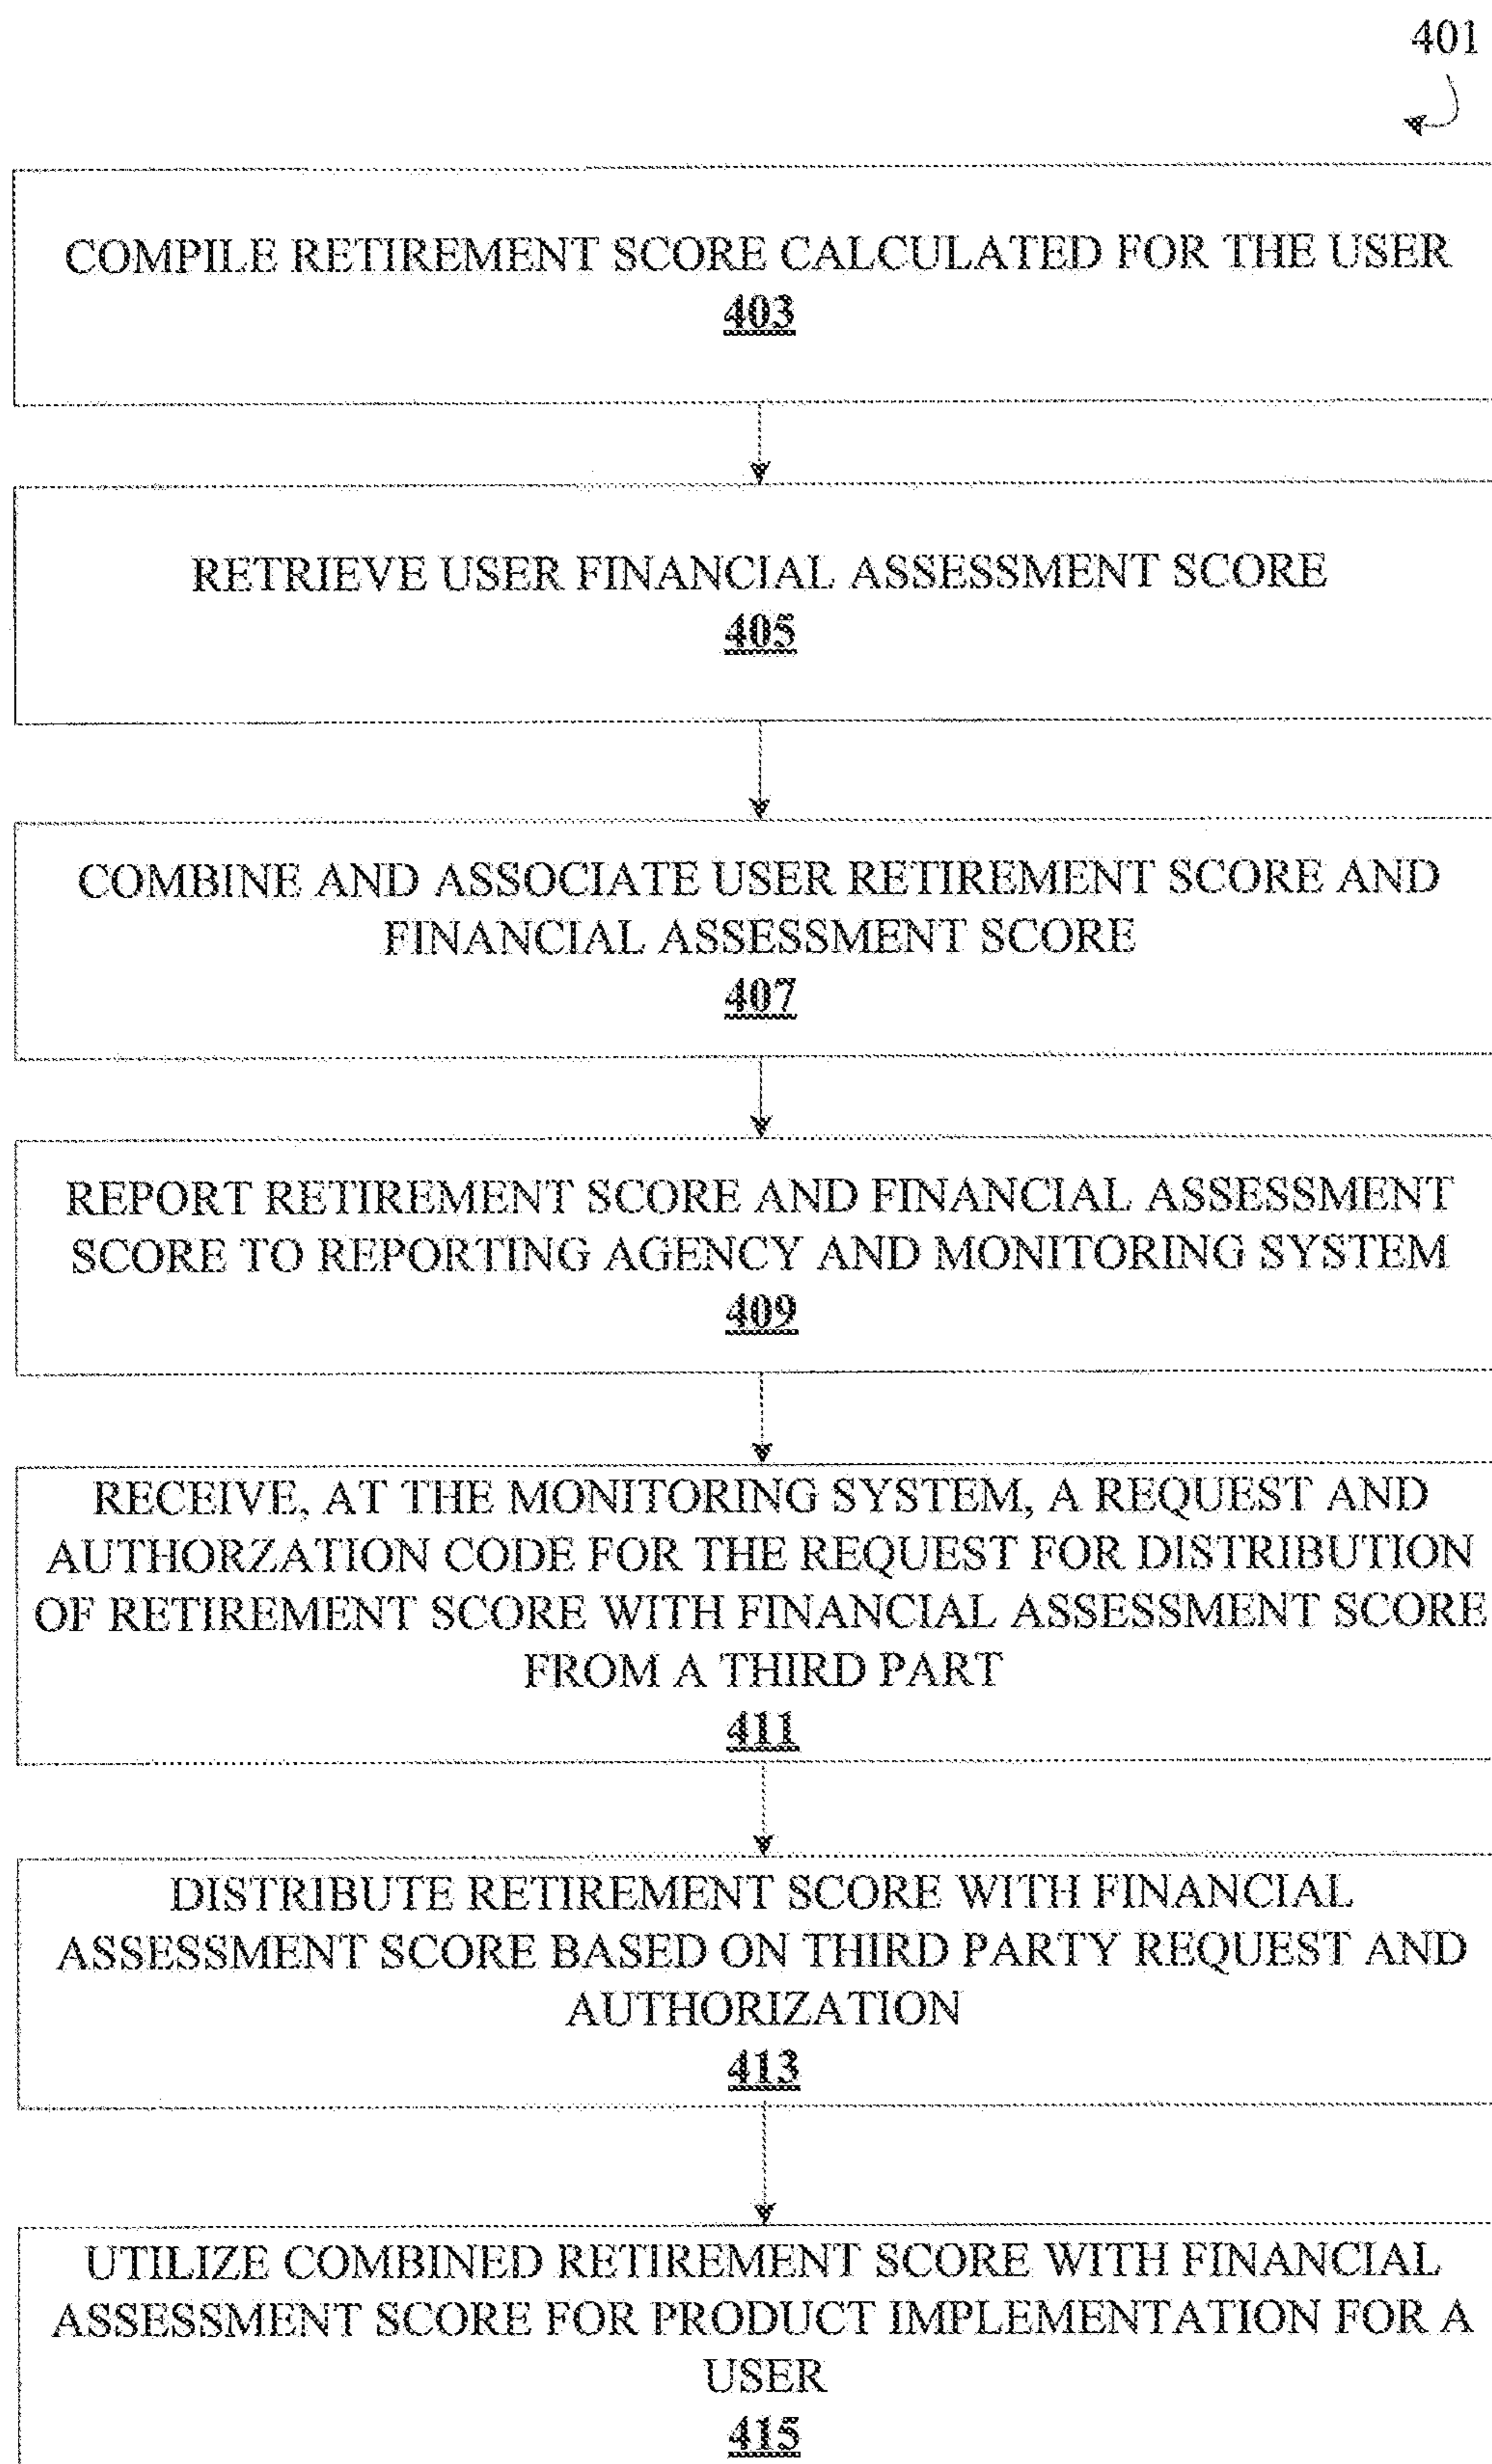 401
COMPILE RETIREMENT SCORE CALCULATED FOR THE USER
403
RETRIEVE USER FINANCIAL ASSESSMENT SCORE
405
COMBINE AND ASSOCIATE USER RETIREMENT SCORE AND
FINANCIAL ASSESSMENT SCORE
407
REPORT RETIREMENT SCORE AND FINANCIAL ASSESSMENT
SCORE TO REPORTING AGENCY AND MONITORING SYSTEM
409
RECEIVE, AT THE MONITORING SYSTEM, A REQUEST AND
AUTHORZATION CODE FOR THE REQUEST FOR DISTRIBUTION
OF RETIREMENT SCORE WITH FINANCIAL ASSESSMENT SCORE
FROM A THIRD PART
411
DISTRIBUTE RETIREMENT SCORE WITH FINANCIAL
ASSESSMENT SCORE BASED ON THIRD PARTY REQUEST AND
AUTHORIZATION
413
UTILIZE COMBINED RETIREMENT SCORE WITH FINANCIAL
ASSESSMENT SCORE FOR PRODUCT IMPLEMENTATION FOR A
USER
415